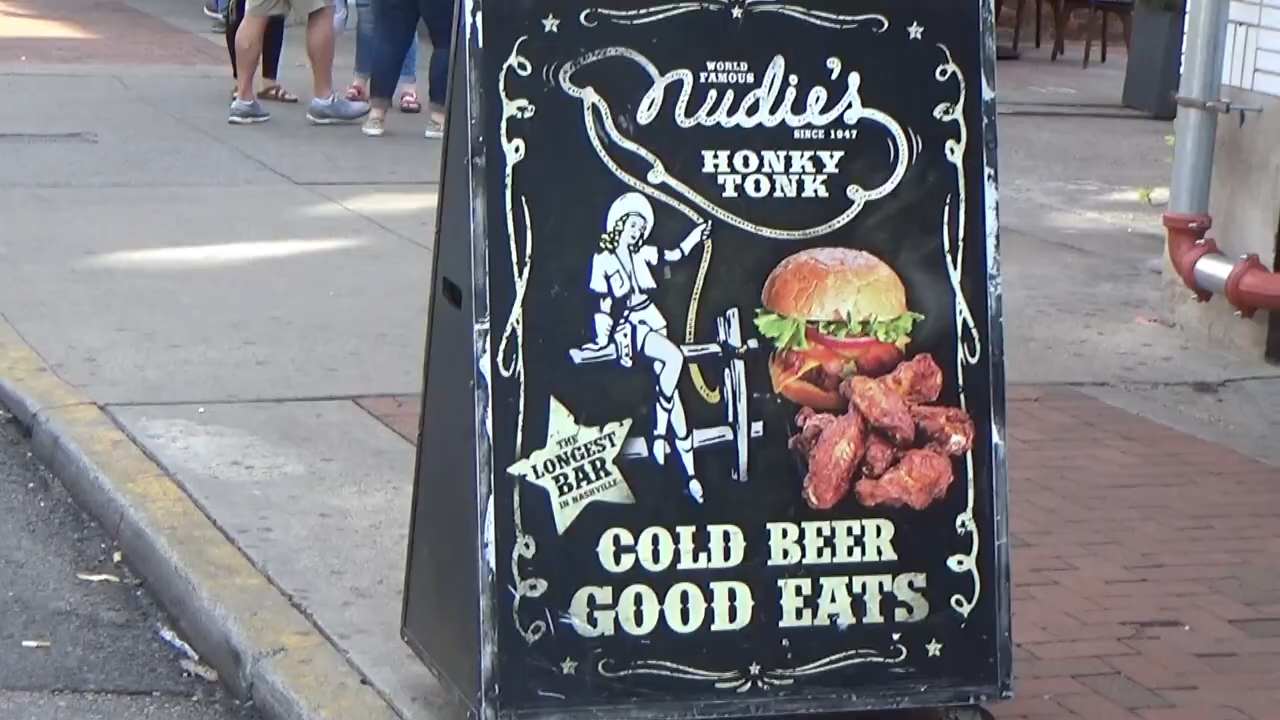 WORLD
FAMOUS
nudie's
SINCE 1947
HONKY
TONK
THE
LONGEST
BAR
IN NASHVILLE
COLD BEER
GOOD EATS